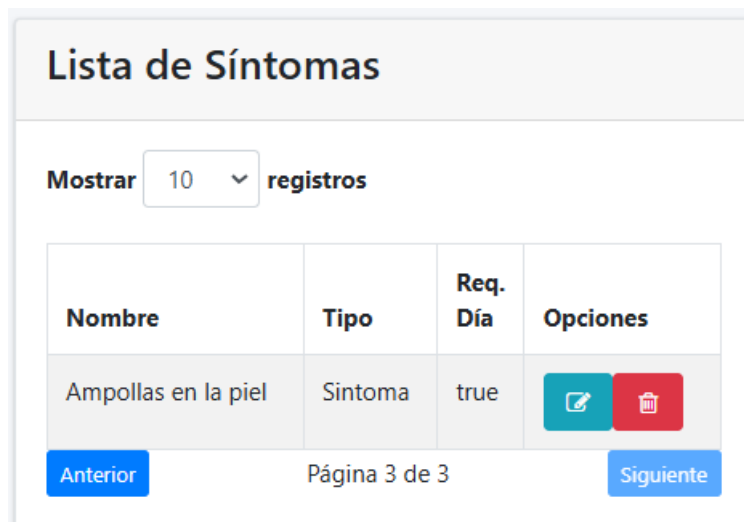 Lista de Síntomas
Mostrar 10 registros
Nombre Tipo Req. Día Opciones
Ampollas en la piel Sintoma true
Anterior Página 3 de 3 Siguiente